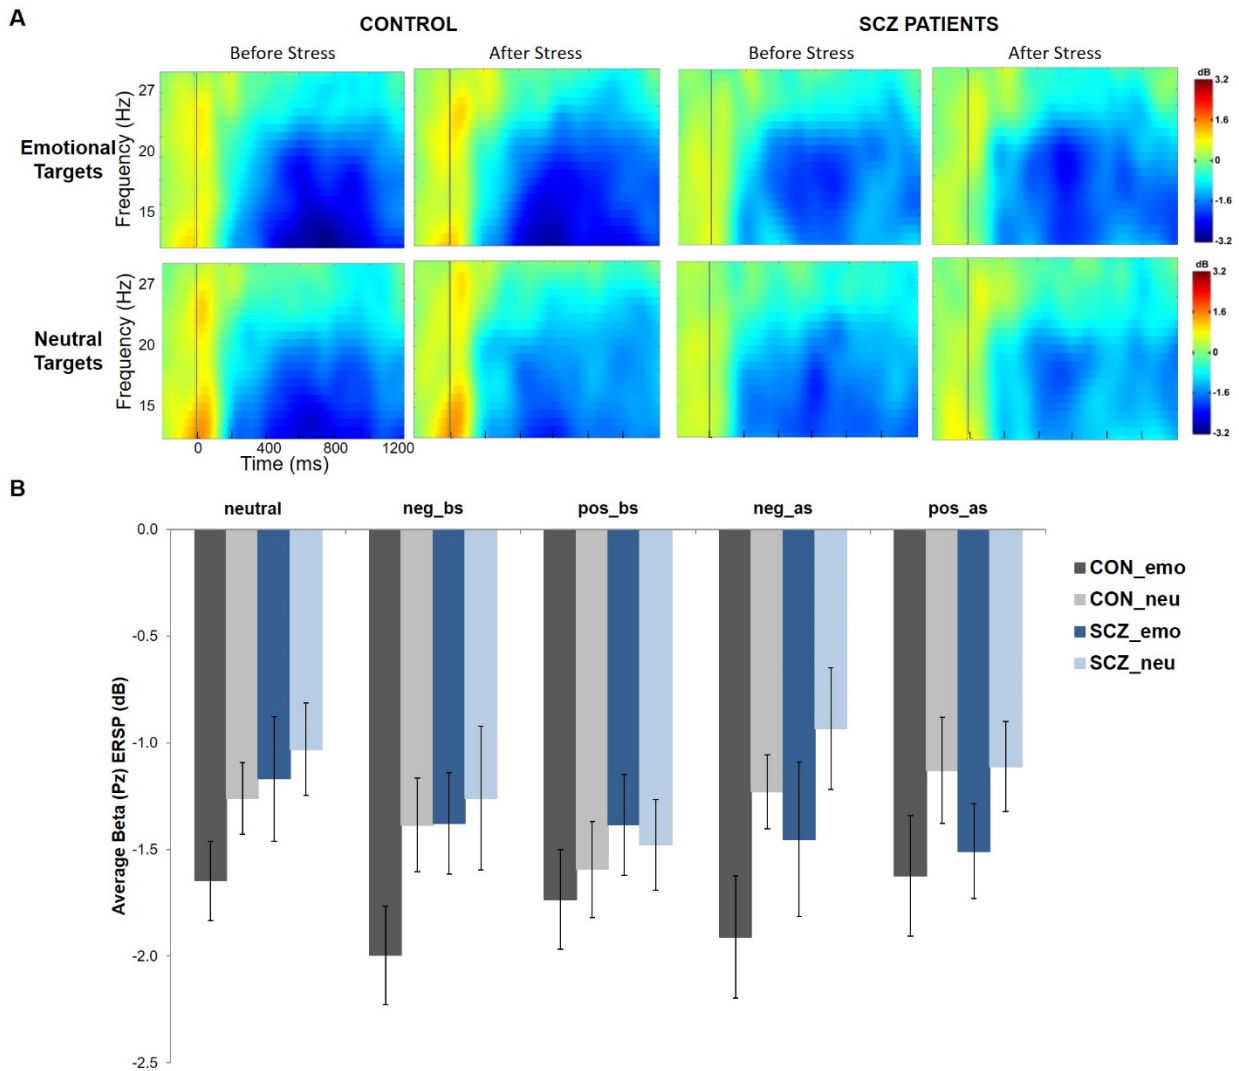 A
CONTROL
SCZ PATIENTS
Before Stress
After Stress
Before Stress
After Stress
Emotional
Targets
Frequency (Hz)
27
20
15
dB
3.2
1.6
0
-1.6
-3.2
Neutral
Targets
Frequency (Hz)
27
20
15
dB
3.2
1.6
0
-1.6
-3.2
0 400 800 1200
Time (ms)
B
neutral neg_bs pos_bs neg_as pos_as
Average Beta (Pz) ERSP (dB)
0.0
-0.5
-1.0
-1.5
-2.0
-2.5
CON_emo
CON_neu
SCZ_emo
SCZ_neu